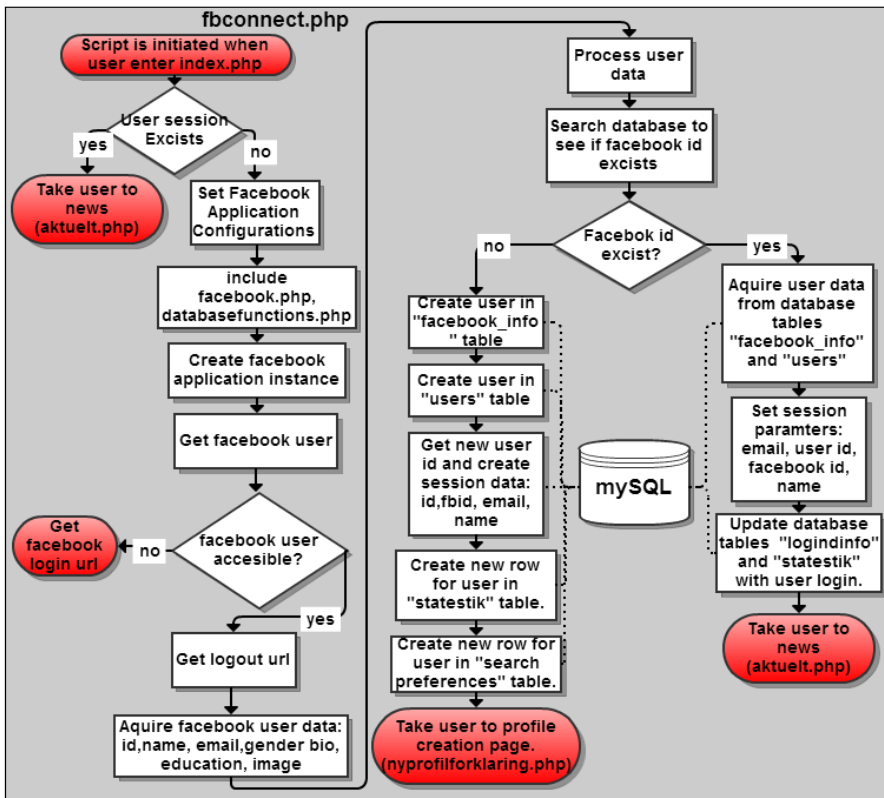 fbconnect.php
Script is initiated when
user enter index.php
User session
Excists
yes
no
Take user to
news
(aktuelt.php)
Set Facebook
Application
Configurations
include
facebook.php,
databasefunctions.php
Create facebook
application instance
Get facebook user
facebook user
accesible?
no
Get
facebook
login url
yes
Get logout url
Aquire facebook user data:
id,name, email,gender bio,
education, image
Process user
data
Search database to
see if facebook id
excists
Facebok id
excist?
no
yes
Create user in
"facebook_info
" table
Create user in
"users" table
Get new user
id and create
session data:
id,fbid, email,
name
Create new row
for user in
"statestik" table.
Create new row for
user in "search
preferences" table.
Take user to profile
creation page.
(nyprofilforklaring.php)
mySQL
Aquire user data
from database
tables
"facebook_info"
and "users"
Set session
paramters:
email, user id,
facebook id,
name
Update database
tables "logindinfo"
and "statestik"
with user login.
Take user to
news
(aktuelt.php)